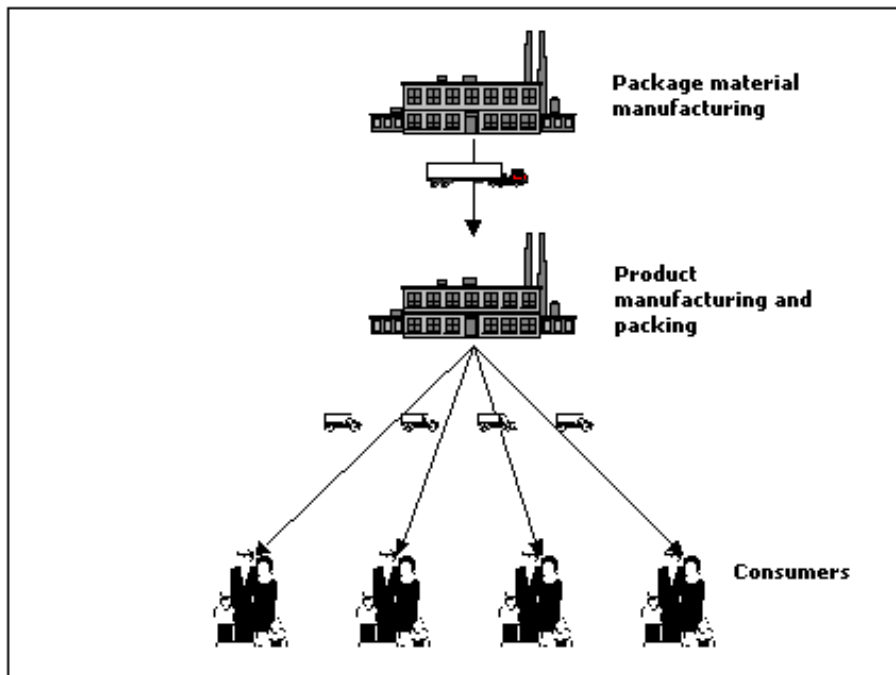 Package material
manufacturing
Product
manufacturing and
packing
Consumers